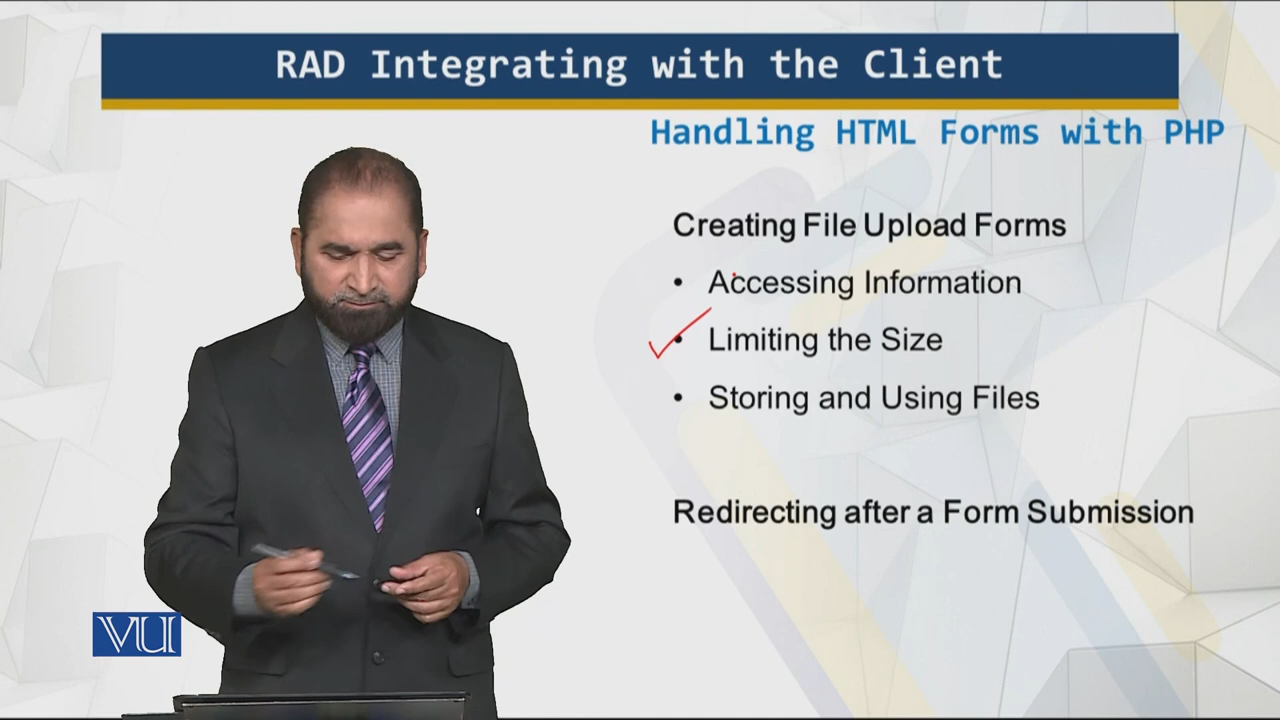 RAD Integrating with the Client
Handling HTML Forms with PHP
Creating File Upload Forms
• Accessing Information
• Limiting the Size
• Storing and Using Files
Redirecting after a Form Submission
VU